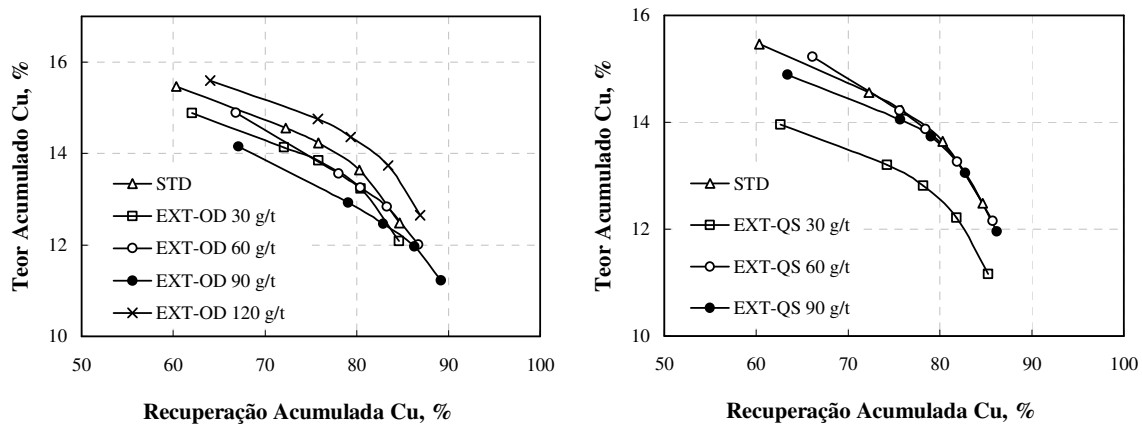 Teor Acumulado Cu, %
16
14
12
10
STD
EXT-OD 30 g/t
EXT-OD 60 g/t
EXT-OD 90 g/t
EXT-OD 120 g/t
50 60 70 80 90 100
Recuperação Acumulada Cu, %
Teor Acumulado Cu, %
16
14
12
10
STD
EXT-QS 30 g/t
EXT-QS 60 g/t
EXT-QS 90 g/t
50 60 70 80 90 100
Recuperação Acumulada Cu, %